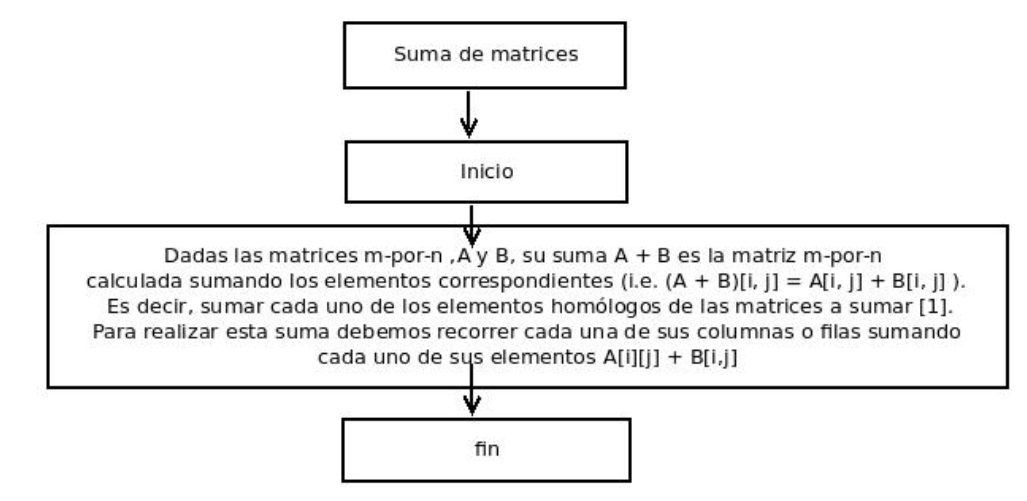 Suma de matrices
Inicio
Dadas las matrices m-por-n ,A y B, su suma A + B es la matriz m-por-n
calculada sumando los elementos correspondientes (i.e. (A + B)[i, j] = A[i, j] + B[i, j] ).
Es decir, sumar cada uno de los elementos homólogos de las matrices a sumar [1].
Para realizar esta suma debemos recorrer cada una de sus columnas o filas sumando
cada uno de sus elementos A[i][j] + B[i,j]
fin